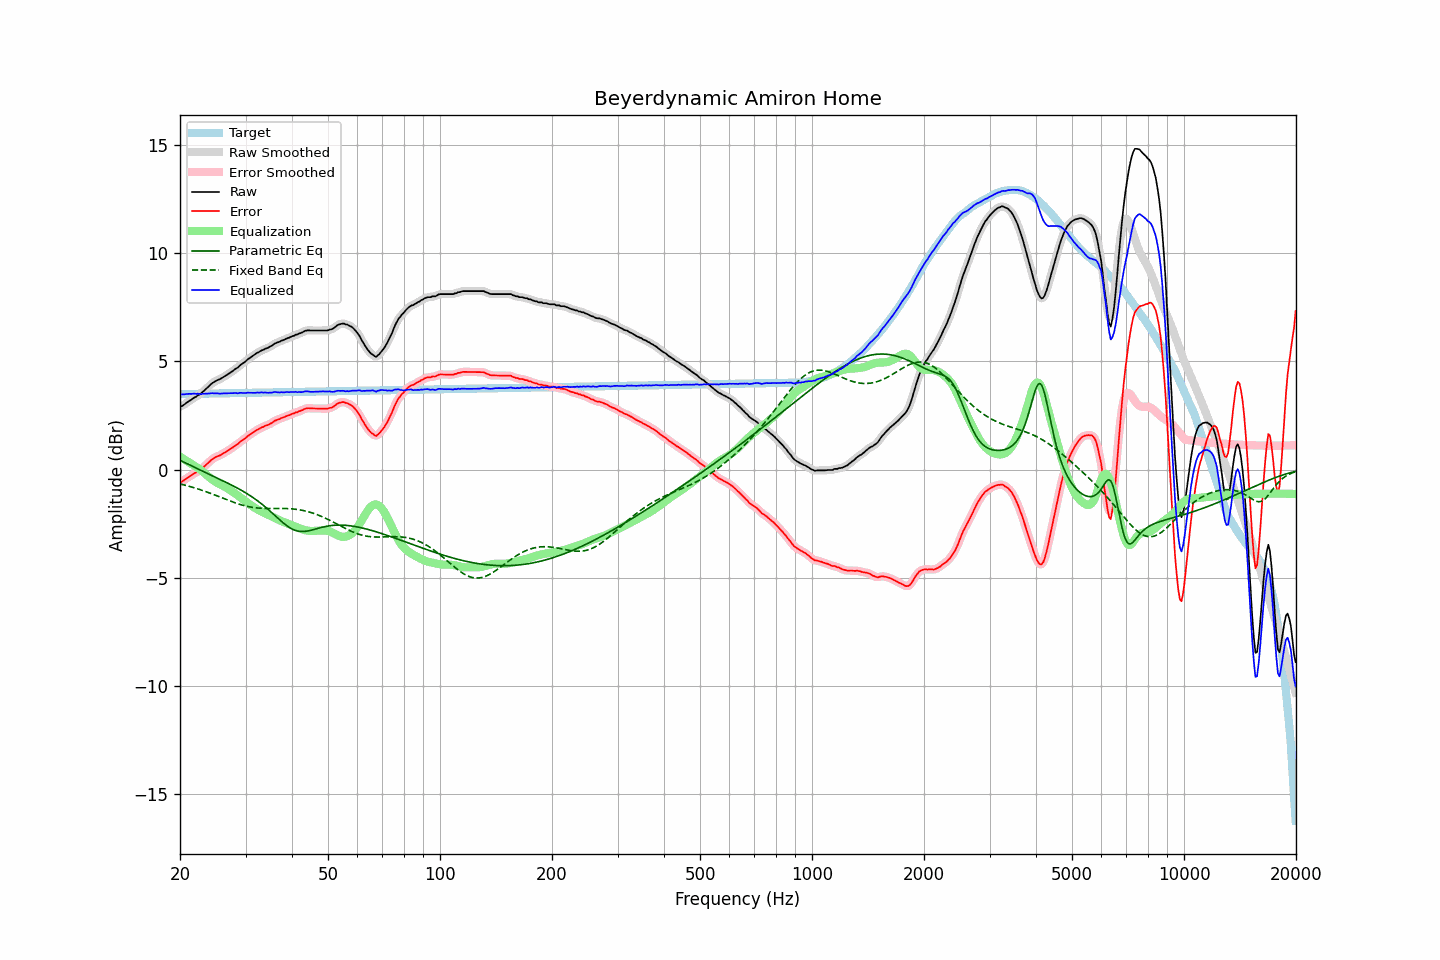 Beyerdynamic Amiron Home
Target
Raw Smoothed
Error Smoothed
Raw
Error
Equalization
Parametric Eq
Fixed Band Eq
Equalized
Amplitude (dBr)
15
10
5
0
−5
−10
−15
20
50
100
200
500
1000
2000
5000
10000
20000
Frequency (Hz)